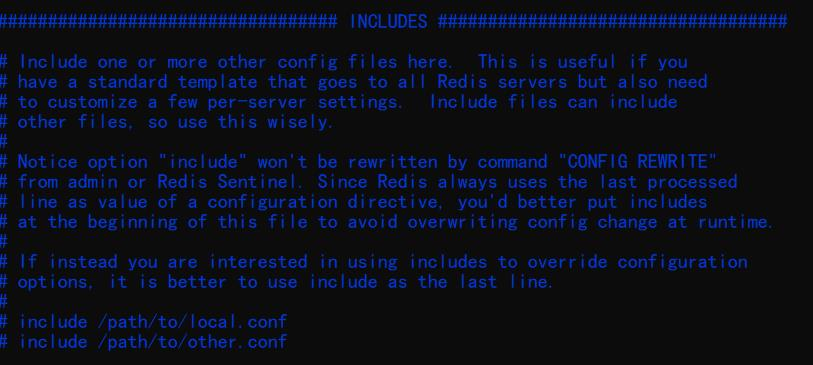 ################################## INCLUDES ###################################
# Include one or more other config files here.  This is useful if you
# have a standard template that goes to all Redis servers but also need
# to customize a few per-server settings.  Include files can include
# other files, so use this wisely.
#
# Notice option "include" won't be rewritten by command "CONFIG REWRITE"
# from admin or Redis Sentinel. Since Redis always uses the last processed
# line as value of a configuration directive, you'd better put includes
# at the beginning of this file to avoid overwriting config change at runtime.
#
# If instead you are interested in using includes to override configuration
# options, it is better to use include as the last line.
#
# include /path/to/local.conf
# include /path/to/other.conf